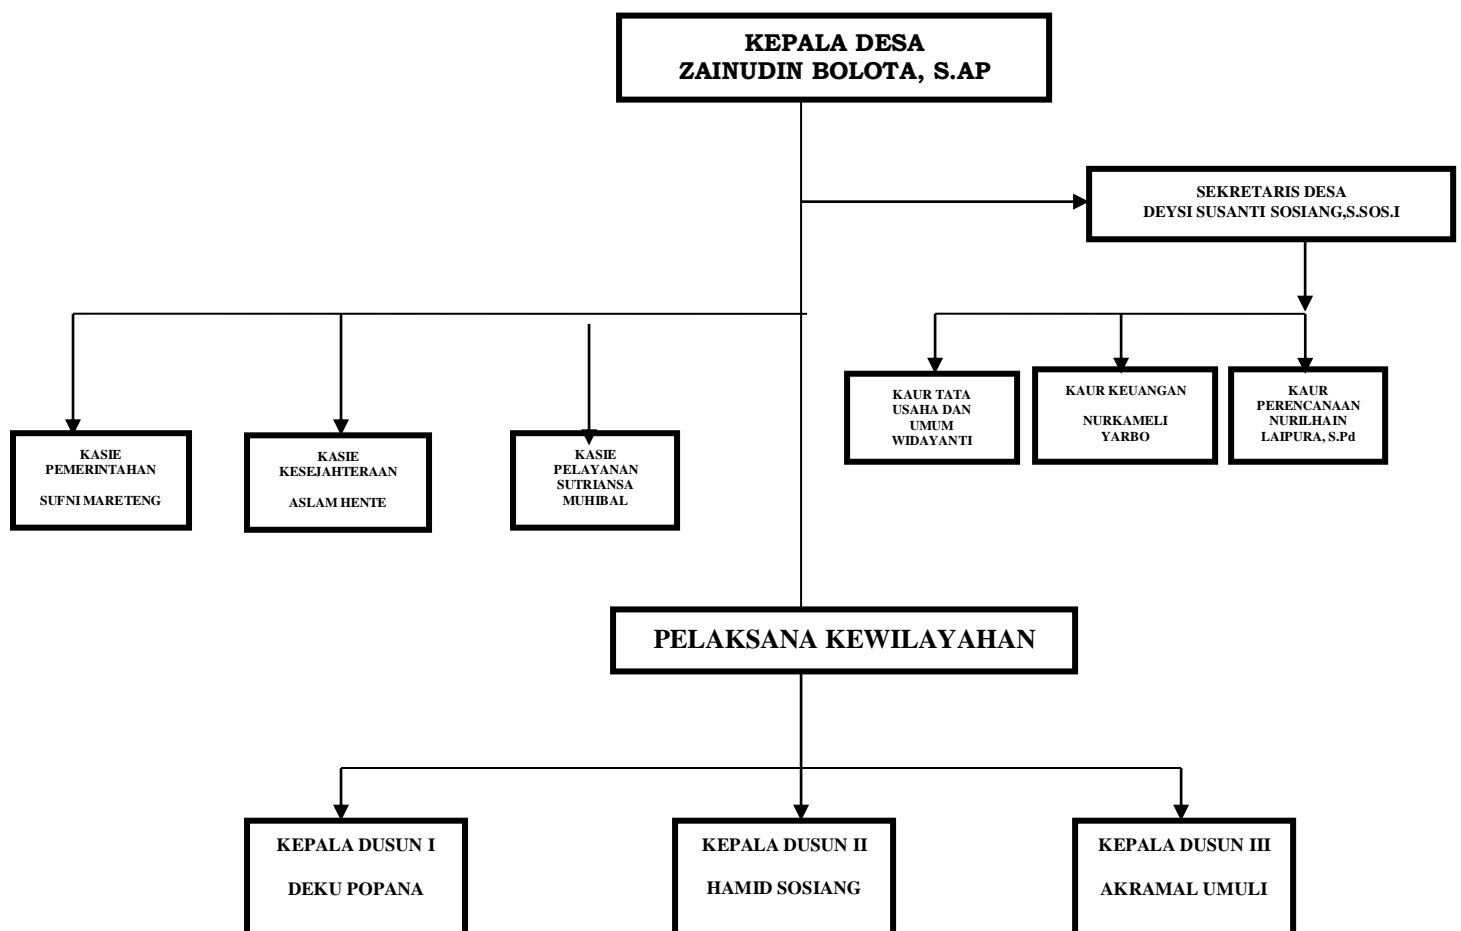 KEPALA DESA
ZAINUDIN BOLOTA, S.AP
SEKRETARIS DESA
DEYSI SUSANTI SOSIANG,S.SOS.I
KAUR TATA
USAHA DAN
UMUM
WIDAYANTI
KAUR KEUANGAN
NURKAMELI
YARBO
KAUR
PERENCANAAN
NURILHAIN
LAIPURA, S.Pd
KASIE
PEMERINTAHAN
SUFNI MARETENG
KASIE
KESEJAHTERAAN
ASLAM HENTE
KASIE
PELAYANAN
SUTRIANSA
MUHIBAL
PELAKSANA KEWILAYAHAN
KEPALA DUSUN I
DEKU POPANA
KEPALA DUSUN II
HAMID SOSIANG
KEPALA DUSUN III
AKRAMAL UMULI